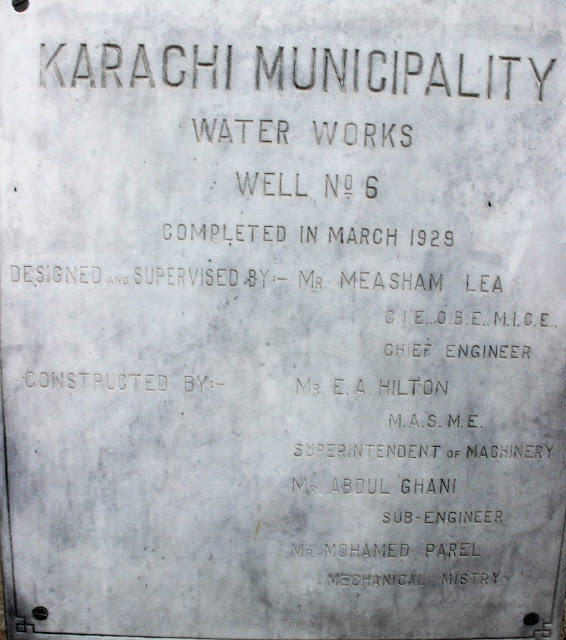 KARACHI MUNICIPALITY
WATER WORKS
WELL No 6
COMPLETED IN MARCH 1929
DESIGNED AND SUPERVISED BY:- MR. MEASHAM LEA
C.I.E., O.B.E., M.I.C.E.,
CHIEF ENGINEER
CONSTRUCTED BY:- MR. E. A. HILTON
M.A.S.M.E.
SUPERINTENDENT OF MACHINERY
MR. ABDUL GHANI
SUB-ENGINEER
MR. MOHAMED PAREL
MECHANICAL MISTRY